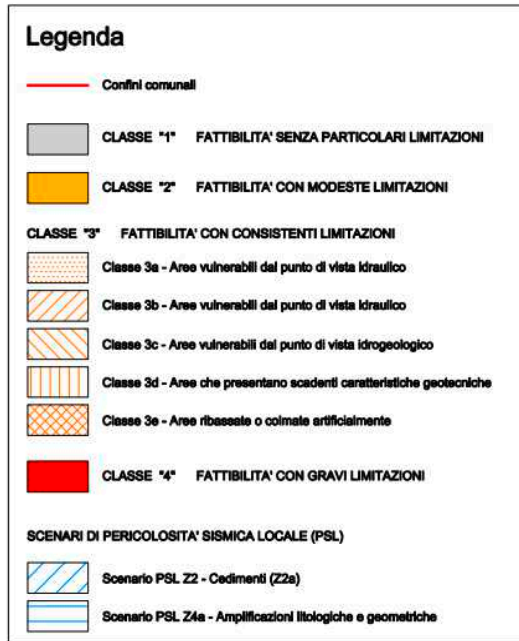 Legenda
Confini comunali
CLASSE "1" FATTIBILITA' SENZA PARTICOLARI LIMITAZIONI
CLASSE "2" FATTIBILITA' CON MODESTE LIMITAZIONI
CLASSE "3" FATTIBILITA' CON CONSISTENTI LIMITAZIONI
Classe 3a - Aree vulnerabili dal punto di vista idraulico
Classe 3b - Aree vulnerabili dal punto di vista idraulico
Classe 3c - Aree vulnerabili dal punto di vista idrogeologico
Classe 3d - Aree che presentano scadenti caratteristiche geotecniche
Classe 3e - Aree ribassate o colmate artificialmente
CLASSE "4" FATTIBILITA' CON GRAVI LIMITAZIONI
SCENARI DI PERICOLOSITA' SISMICA LOCALE (PSL)
Scenario PSL Z2 - Cedimenti (Z2a)
Scenario PSL Z4a - Amplificazioni litologiche e geometriche